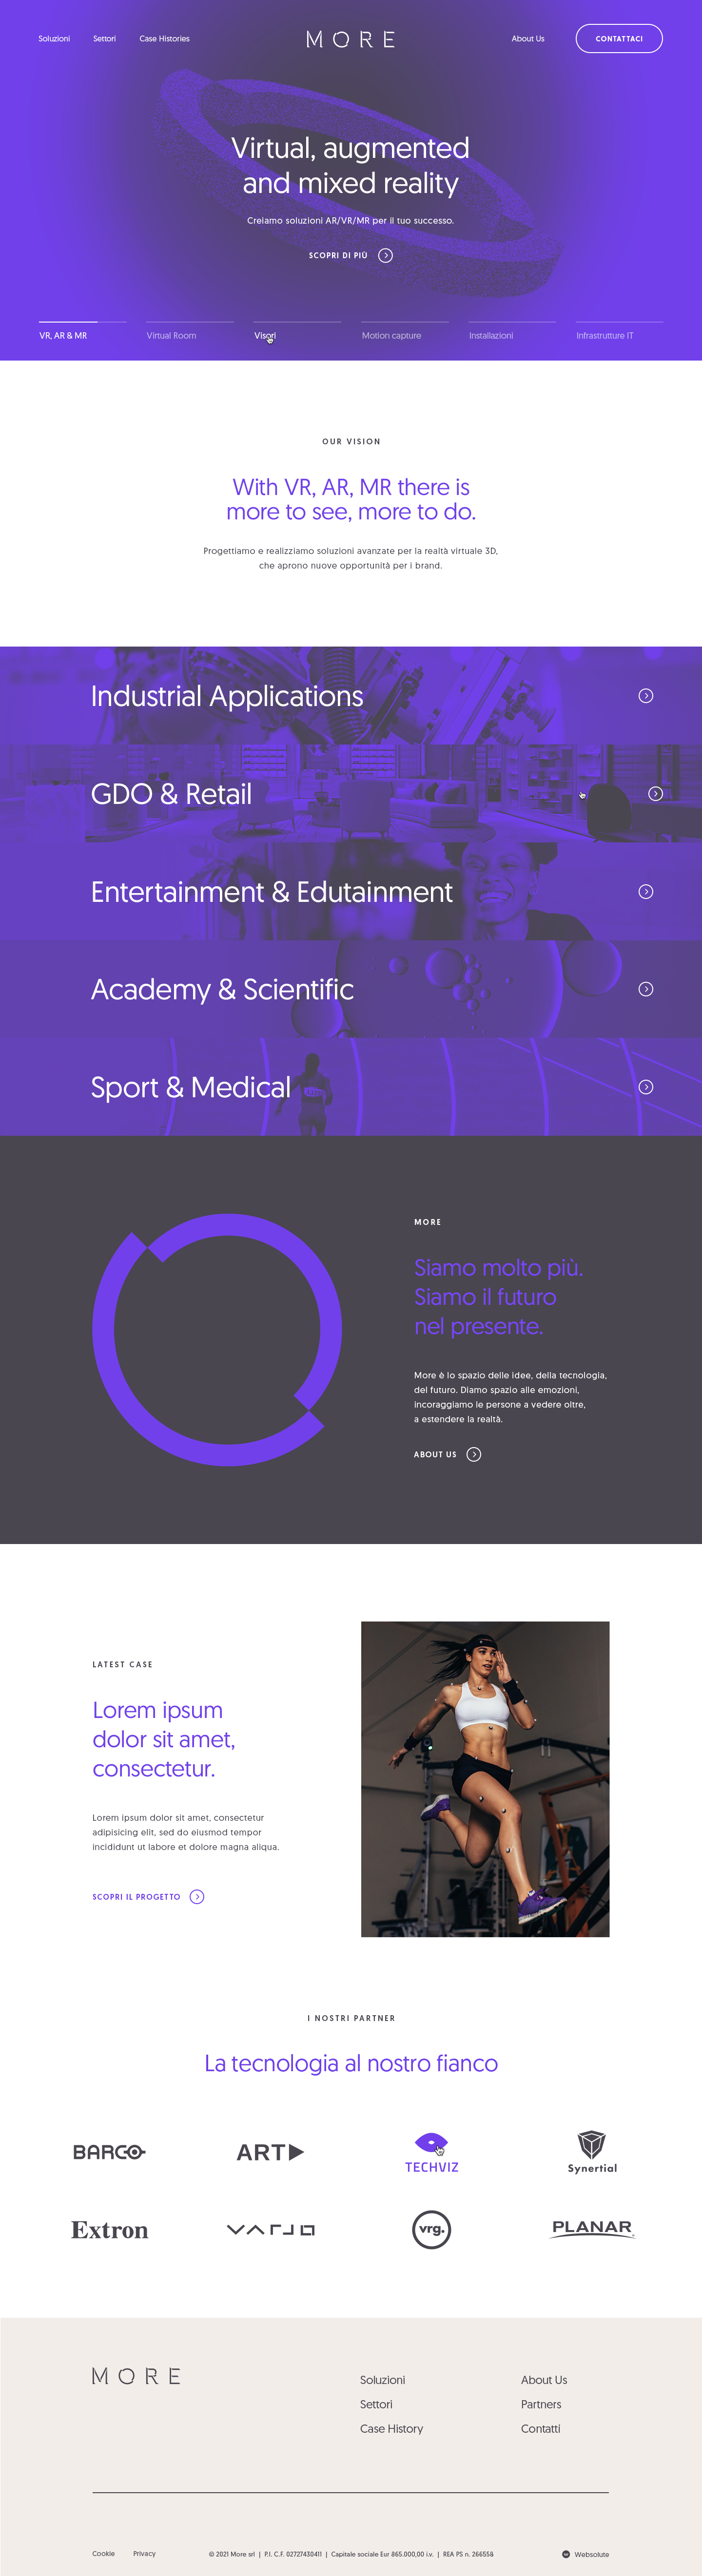 Soluzioni Settori Case Histories MORE About Us CONTATTACI
Virtual, augmented
and mixed reality
Creiamo soluzioni AR/VR/MR per il tuo successo.
SCOPRI DI PIÙ
VR, AR & MR Virtual Room Visori Motion capture Installazioni Infrastrutture IT
OUR VISION
With VR, AR, MR there is
more to see, more to do.
Progettiamo e realizziamo soluzioni avanzate per la realtà virtuale 3D,
che aprono nuove opportunità per i brand.
Industrial Applications
GDO & Retail
Entertainment & Edutainment
Academy & Scientific
Sport & Medical
MORE
Siamo molto più.
Siamo il futuro
nel presente.
More è lo spazio delle idee, della tecnologia,
del futuro. Diamo spazio alle emozioni,
incoraggiamo le persone a vedere oltre,
a estendere la realtà.
ABOUT US
LATEST CASE
Lorem ipsum
dolor sit amet,
consectetur.
Lorem ipsum dolor sit amet, consectetur
adipisicing elit, sed do eiusmod tempor
incididunt ut labore et dolore magna aliqua.
SCOPRI IL PROGETTO
I NOSTRI PARTNER
La tecnologia al nostro fianco
BARCO ART TECHVIZ Synertial
Extron VARJO vrg. PLANAR
MORE
Soluzioni About Us
Settori Partners
Case History Contatti
Cookie Privacy © 2021 More srl | P.I. C.F. 02727430411 | Capitale sociale Eur 865.000,00 i.v. | REA PS n. 266558 Websolute